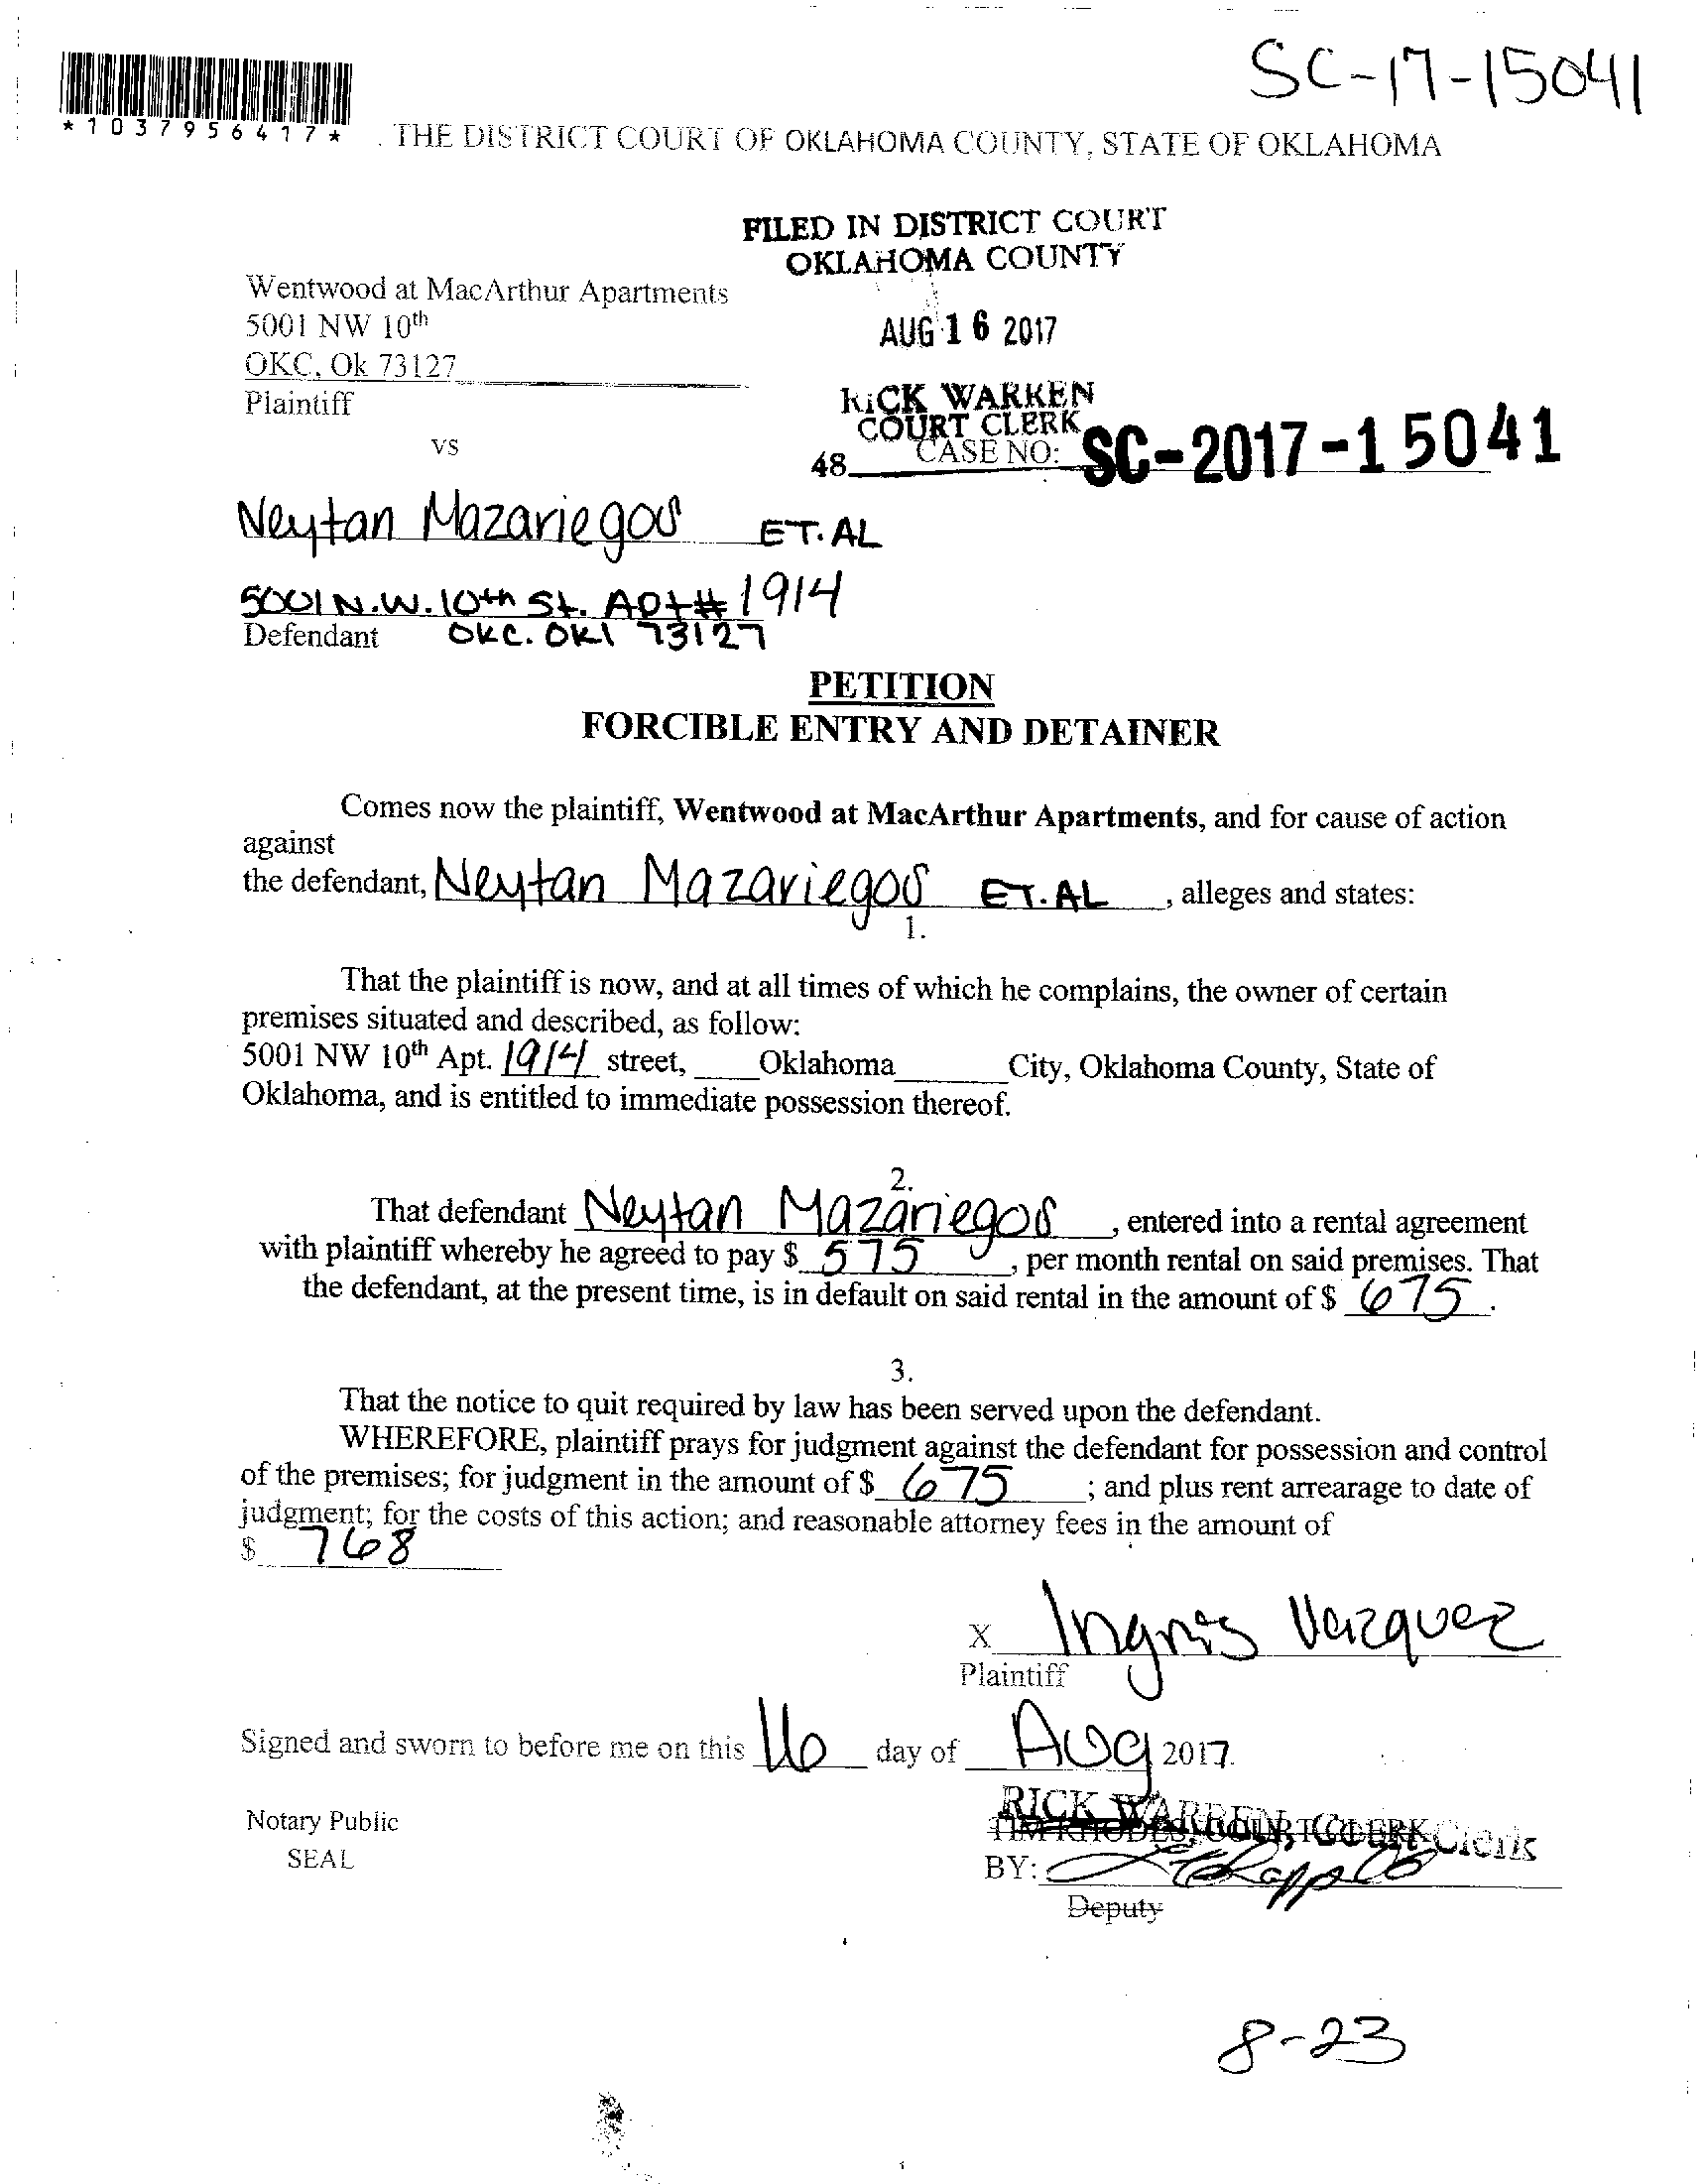 SC-17-15041
*1037956417*
THE DISTRICT COURT OF OKLAHOMA COUNTY, STATE OF OKLAHOMA
FILED IN DISTRICT COURT
OKLAHOMA COUNTY
Wentwood at MacArthur Apartments
5001 NW 10th
AUG 16 2017
OKC, Ok 73127
Plaintiff
RICK WARREN
COURT CLERK
vs
48 CASE NO: SC-2017-15041
Neytan Mazariegos ET.AL
5001 N.W. 10th St. Apt# 1914
Defendant OKC. OKl 73127
PETITION
FORCIBLE ENTRY AND DETAINER
Comes now the plaintiff, Wentwood at MacArthur Apartments, and for cause of action
against
the defendant, Neytan Mazariegos ET.AL, alleges and states:
1.
That the plaintiff is now, and at all times of which he complains, the owner of certain
premises situated and described, as follow:
5001 NW 10th Apt. 1914 street, Oklahoma City, Oklahoma County, State of
Oklahoma, and is entitled to immediate possession thereof.
2.
That defendant Neytan Mazariegos, entered into a rental agreement
with plaintiff whereby he agreed to pay $ 575, per month rental on said premises. That
the defendant, at the present time, is in default on said rental in the amount of $ 675.
3.
That the notice to quit required by law has been served upon the defendant.
WHEREFORE, plaintiff prays for judgment against the defendant for possession and control
of the premises; for judgment in the amount of $ 675; and plus rent arrearage to date of
judgment; for the costs of this action; and reasonable attorney fees in the amount of
$ 768
X Ingris Vazquez
Plaintiff
Signed and sworn to before me on this 16 day of Aug 2017.
RICK WARREN, Court Clerk
TIM RHODES, COURT CLERK
Notary Public
SEAL
BY:
Deputy
8-23